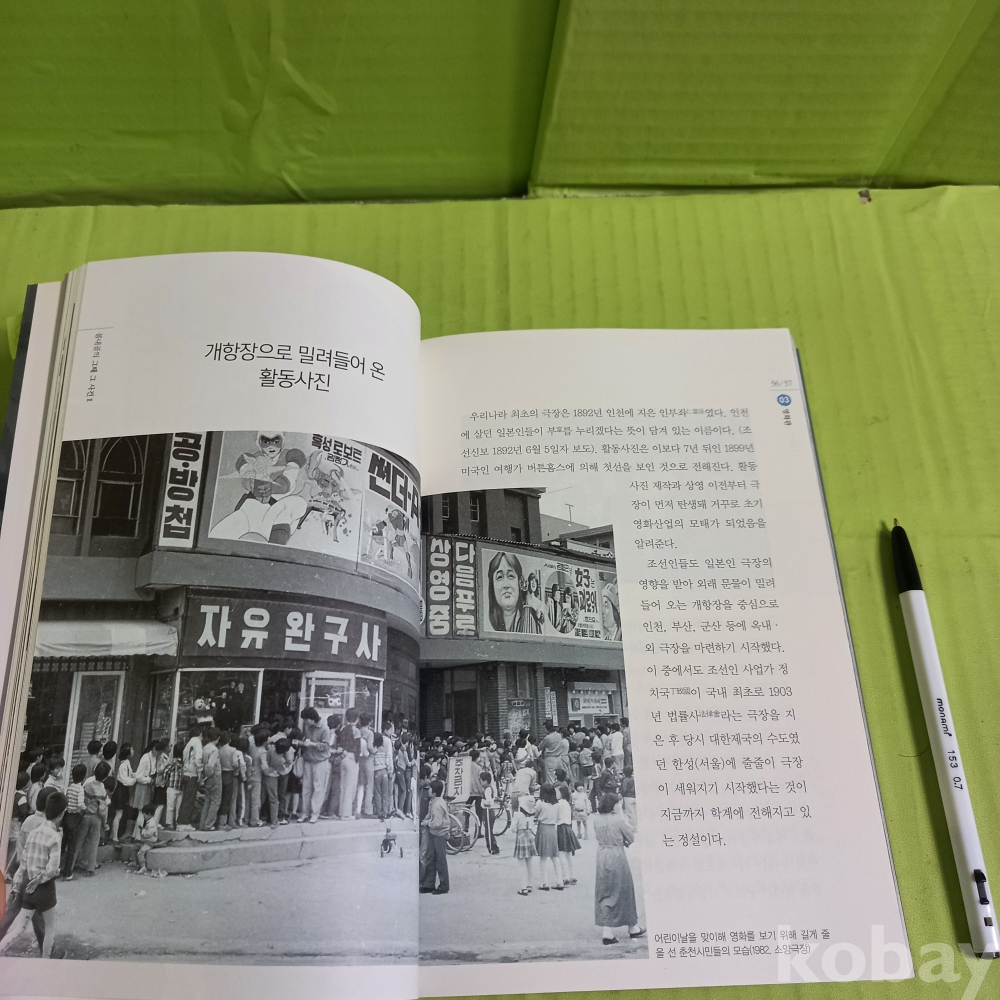 개항장으로 밀려들어 온
활동사진
공·방첩
육성 로보트
썬더
자유완구사
56/57
03
영화관
우리나라 최초의 극장은 1892년 인천에 지은 인부좌였다. 인천
에 살던 일본인들이 부를 누리겠다는 뜻이 담겨 있는 이름이다. (조
선신보 1892년 6월 5일자 보도). 활동사진은 이보다 7년 뒤인 1899년
미국인 여행가 버튼홈스에 의해 첫선을 보인 것으로 전해진다. 활동
사진 제작과 상영 이전부터 극
장이 먼저 탄생돼 거꾸로 초기
영화산업의 모태가 되었음을
알려준다.
조선인들도 일본인 극장의
영향을 받아 외래 문물이 밀려
들어 오는 개항장을 중심으로
인천, 부산, 군산 등에 옥내·
외 극장을 마련하기 시작했다.
이 중에서도 조선인 사업가 정
치국丁致國이 국내 최초로 1903
년 법률사라는 극장을 지
은 후 당시 대한제국의 수도였
던 한성(서울)에 줄줄이 극장
이 세워지기 시작했다는 것이
지금까지 학계에 전해지고 있
는 정설이다.
상영중
다음푸로
女子
주차금지
어린이날을 맞이해 영화를 보기 위해 길게 줄
을 선 춘천시민들의 모습(1982, 소양극장)
monami
153 0.7
kobay